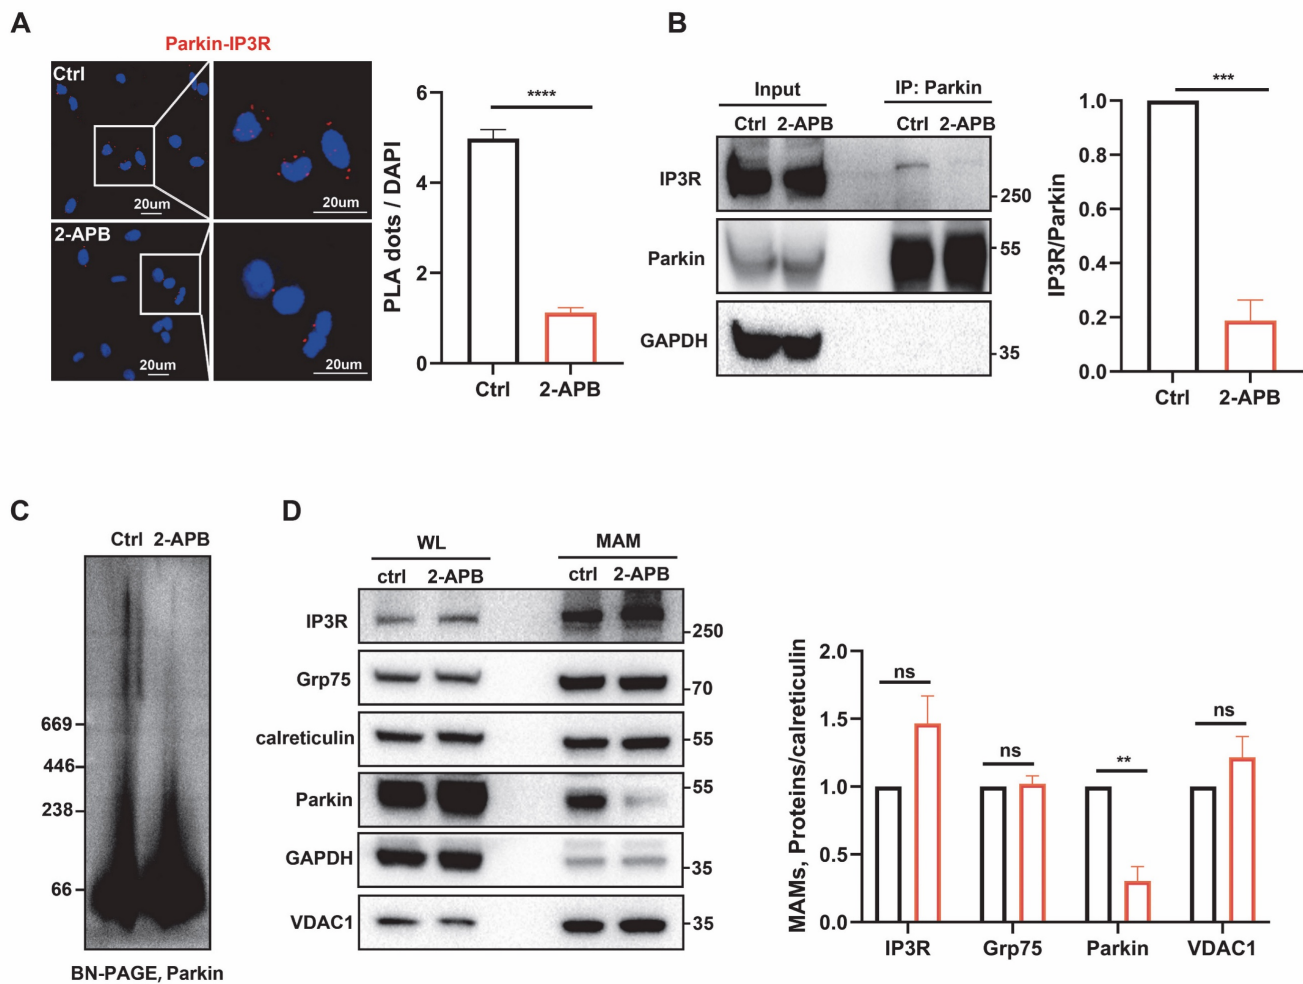 A
Parkin-IP3R
Ctrl
20um
20um
2-APB
20um
20um
PLA dots / DAPI
6
4
2
0
****
Ctrl 2-APB
B
Input IP: Parkin
Ctrl 2-APB Ctrl 2-APB
IP3R
-250
Parkin
-55
GAPDH
-35
IP3R/Parkin
1.0
0.8
0.6
0.4
0.2
0.0
***
Ctrl 2-APB
C
Ctrl 2-APB
669
446
238
66
BN-PAGE, Parkin
D
WL MAM
ctrl 2-APB ctrl 2-APB
IP3R
-250
Grp75
-70
calreticulin
-55
Parkin
-55
GAPDH
-35
VDAC1
-35
MAMs, Proteins/calreticulin
2.0
1.5
1.0
0.5
0.0
ns
ns
**
ns
IP3R Grp75 Parkin VDAC1